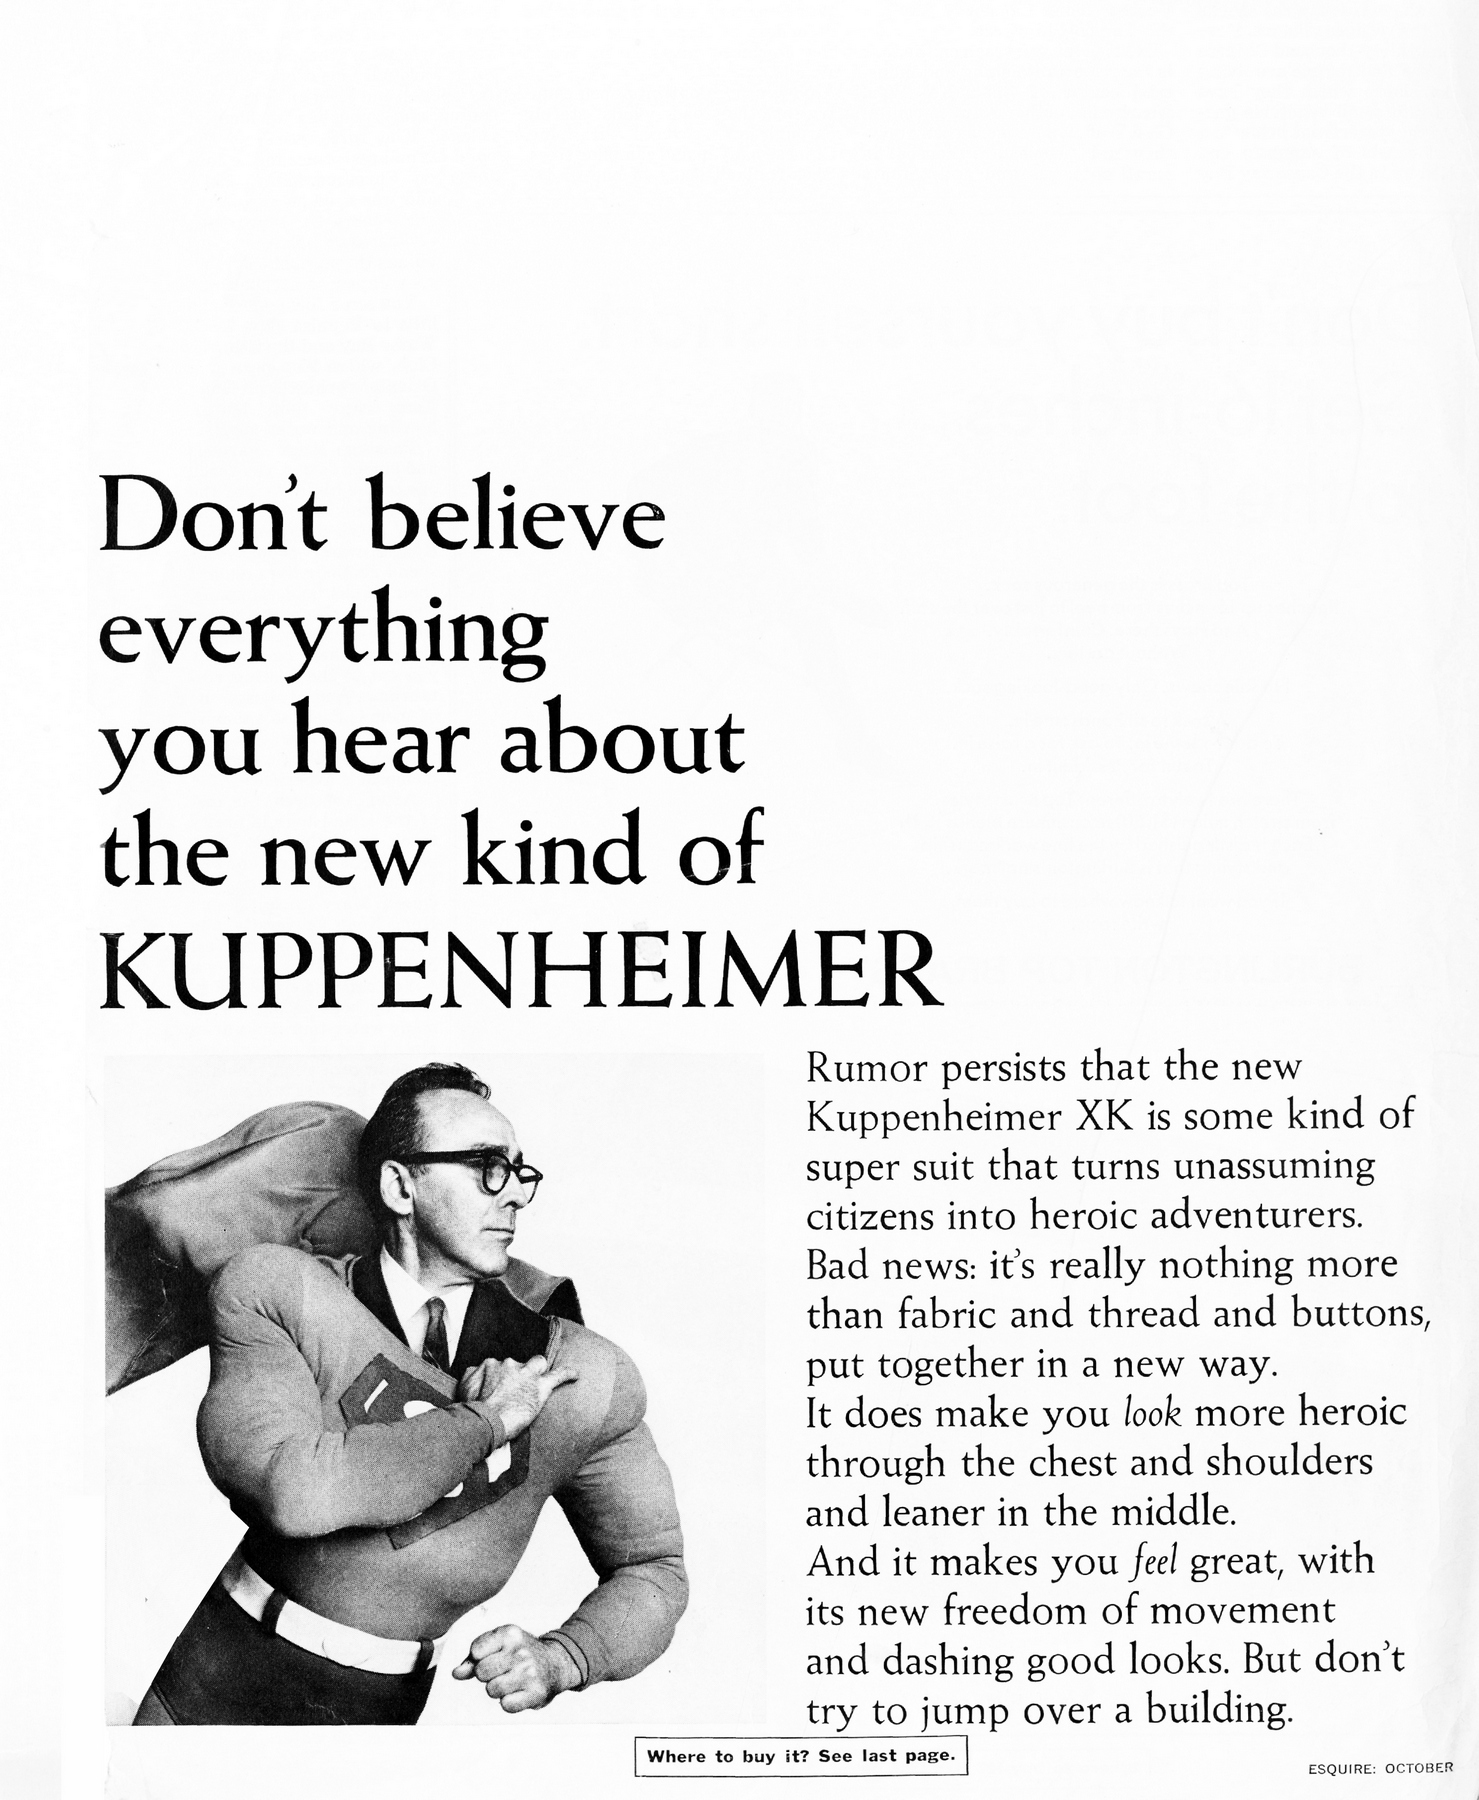 Don't believe
everything
you hear about
the new kind of
KUPPENHEIMER
Rumor persists that the new
Kuppenheimer XK is some kind of
super suit that turns unassuming
citizens into heroic adventurers.
Bad news: it's really nothing more
than fabric and thread and buttons,
put together in a new way.
It does make you look more heroic
through the chest and shoulders
and leaner in the middle.
And it makes you feel great, with
its new freedom of movement
and dashing good looks. But don't
try to jump over a building.
Where to buy it? See last page.
ESQUIRE: OCTOBER